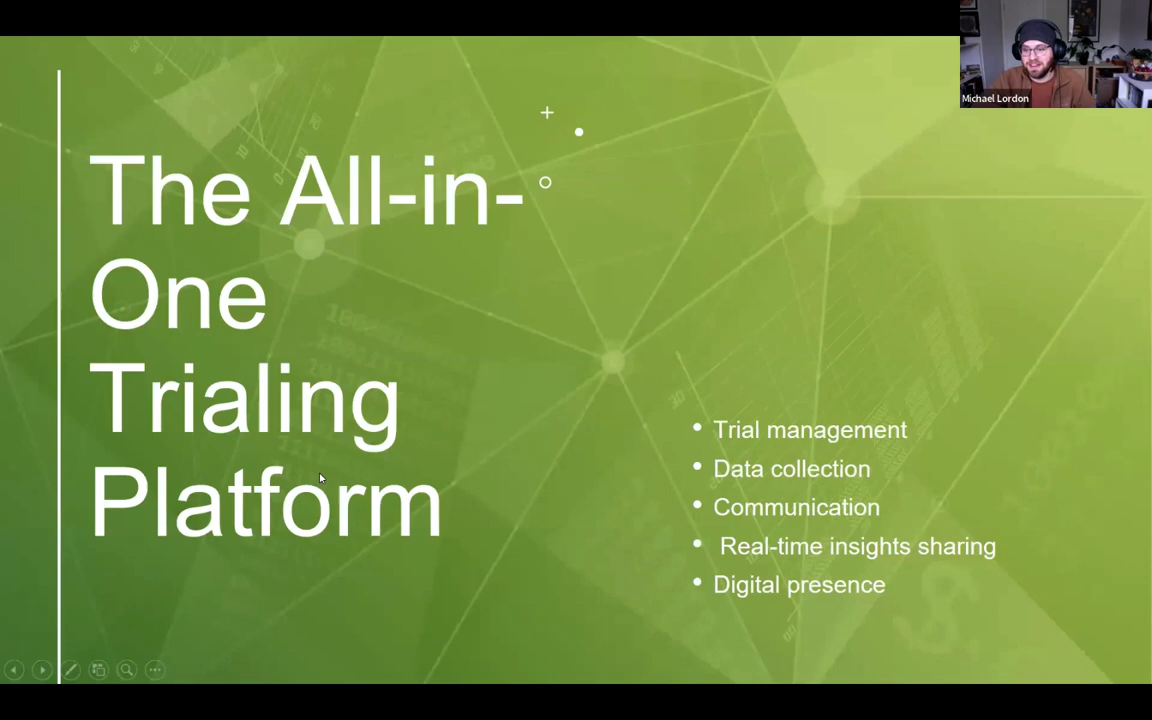 Michael Lordon
The All-in-
One
Trialing
Platform
• Trial management
• Data collection
• Communication
• Real-time insights sharing
• Digital presence